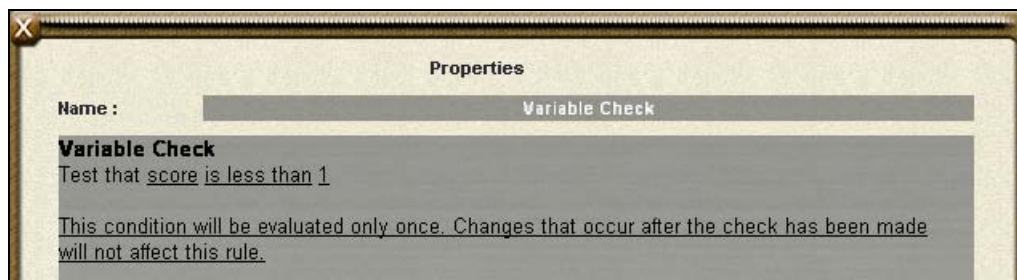 X
Properties
Name : Variable Check
Variable Check
Test that score is less than 1
This condition will be evaluated only once. Changes that occur after the check has been made
will not affect this rule.